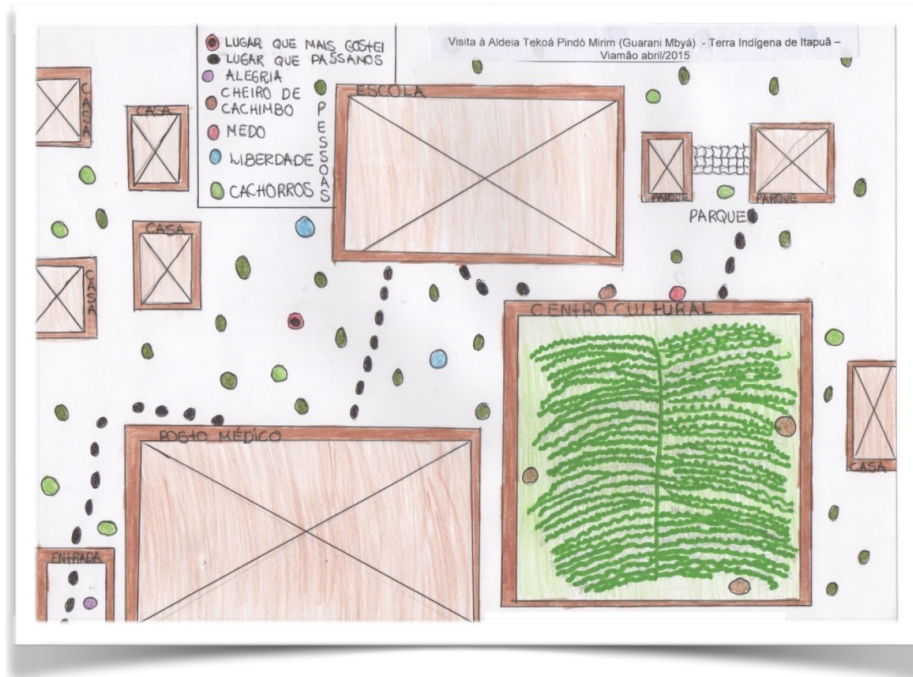 Visita à Aldeia Tekoá Pindó Mirim (Guarani Mbyá) - Terra Indígena de Itapuã –
Viamão abril/2015
LUGAR QUE MAIS GOSTEI
LUGAR QUE PASSANOS
ALEGRIA
CHEIRO DE
CACHIMBO
MEDO
LIBERDADE
CACHORROS
PESSOAS
ESCOLA
CASA
CASA
CASA
CASA
PARQUE
PARQUE
PARQUE
CENTRO CULTURAL
POSTO MÉDICO
CASA
ENTRADA